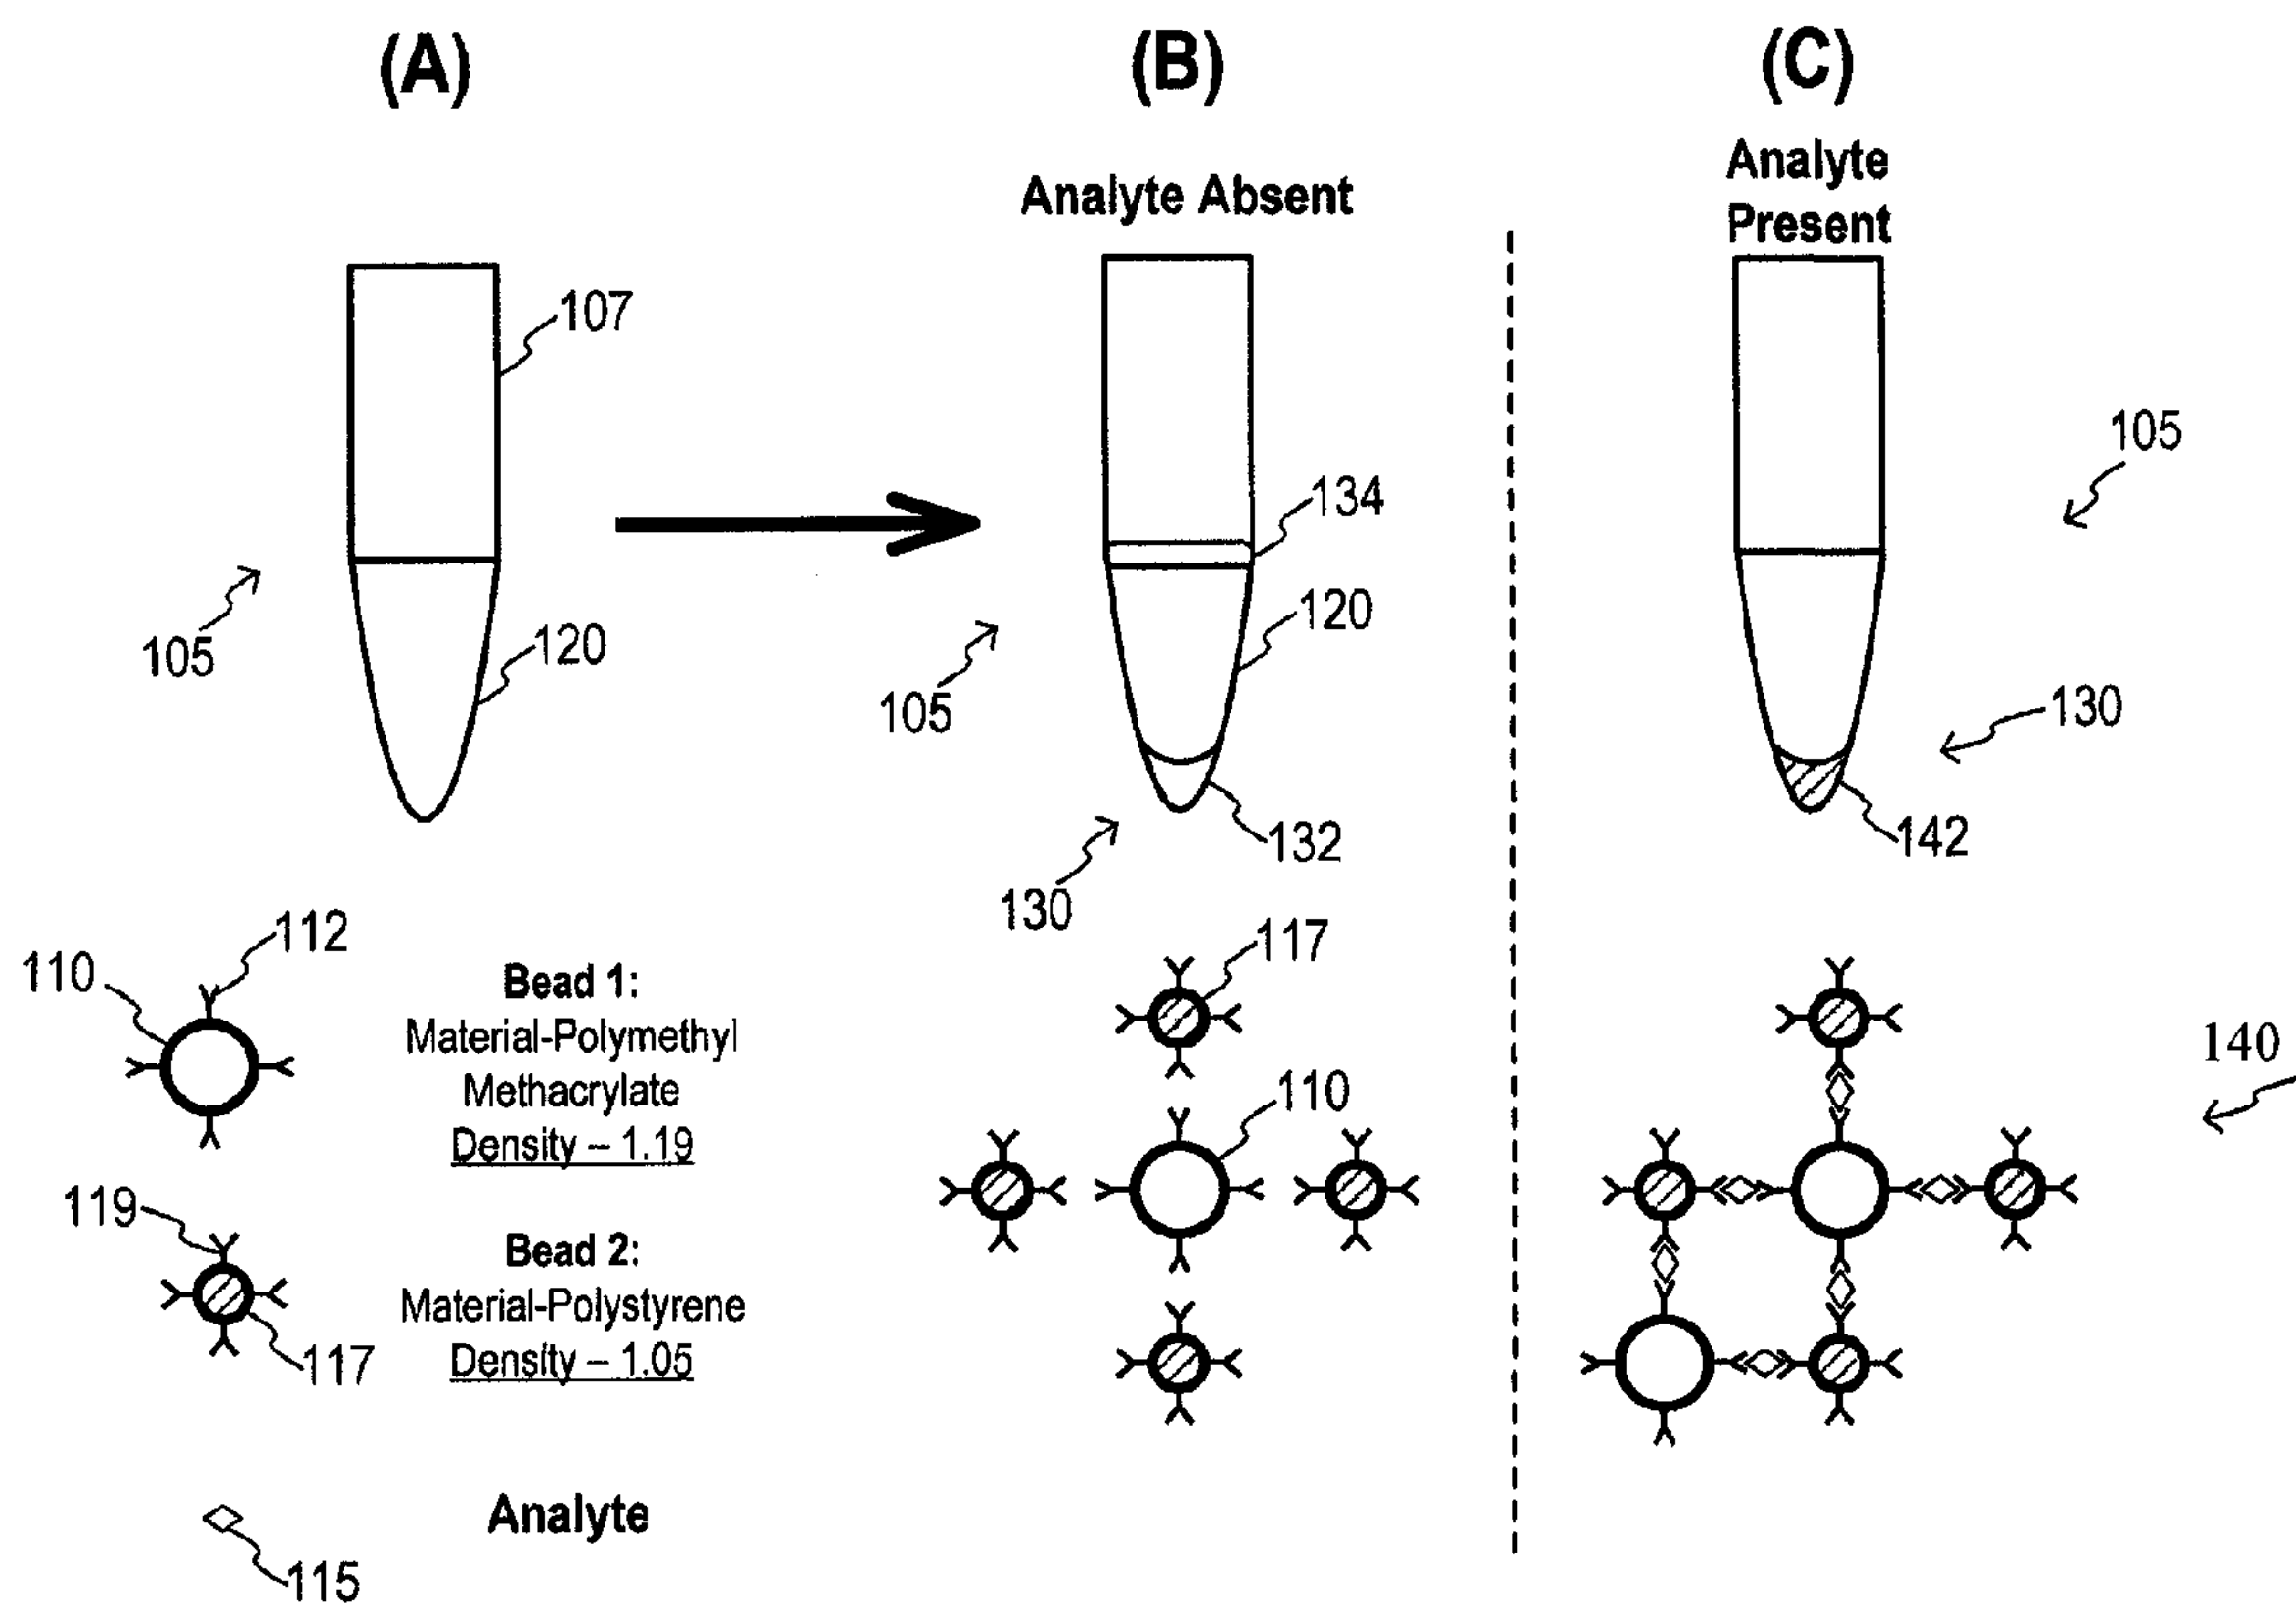 (A)
(B)
(C)
Analyte Absent
Analyte
Present
107
105
134
120
105
120
105
130
132
142
130
112
110
Bead 1:
Material-Polymethyl
Methacrylate
Density – 1.19
117
110
140
119
Bead 2:
Material-Polystyrene
Density – 1.05
117
Analyte
115